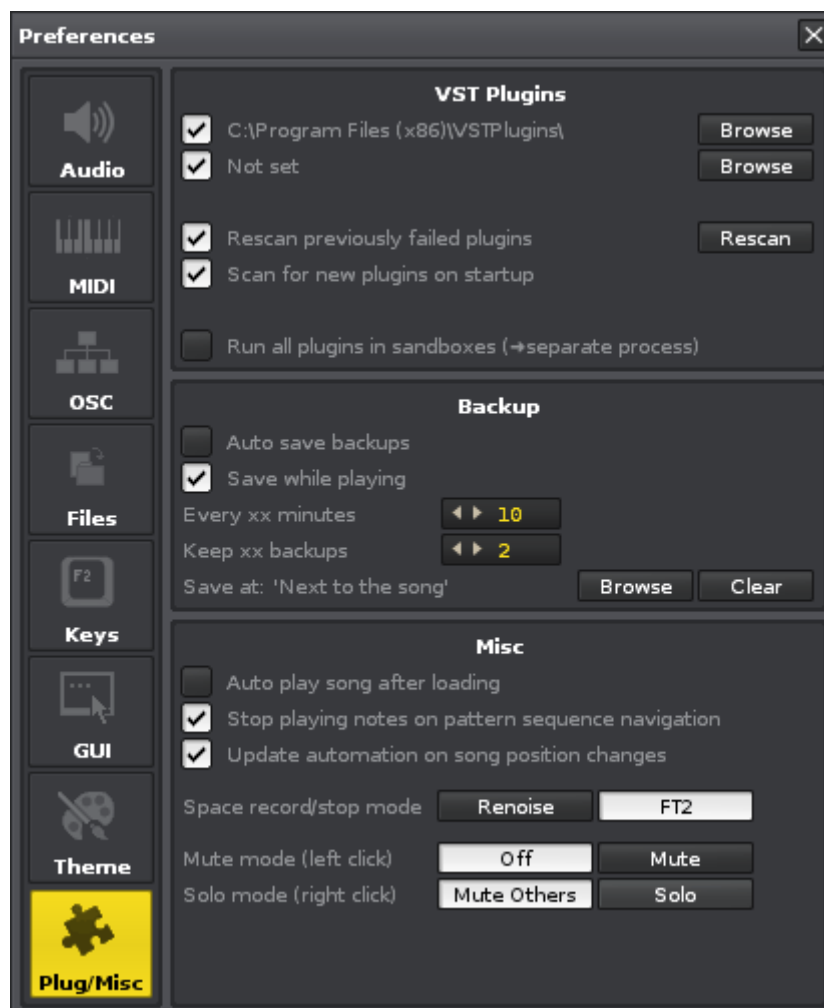 Preferences
Audio
MIDI
OSC
Files
F2
Keys
GUI
Theme
Plug/Misc
VST Plugins
C:\Program Files (x86)\VSTPlugins\
Browse
Not set
Browse
Rescan previously failed plugins
Rescan
Scan for new plugins on startup
Run all plugins in sandboxes (➔separate process)
Backup
Auto save backups
Save while playing
Every xx minutes
10
Keep xx backups
2
Save at: 'Next to the song'
Browse
Clear
Misc
Auto play song after loading
Stop playing notes on pattern sequence navigation
Update automation on song position changes
Space record/stop mode
Renoise
FT2
Mute mode (left click)
Off
Mute
Solo mode (right click)
Mute Others
Solo